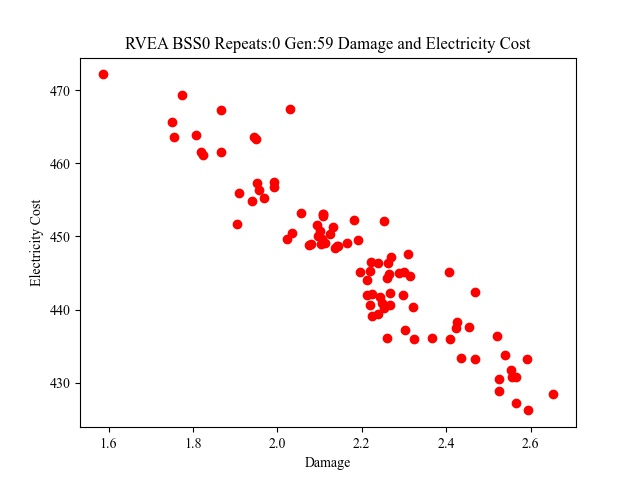 RVEA BSS0 Repeats:0 Gen:59 Damage and Electricity Cost
470
460
450
440
430
Electricity Cost
1.6 1.8 2.0 2.2 2.4 2.6
Damage